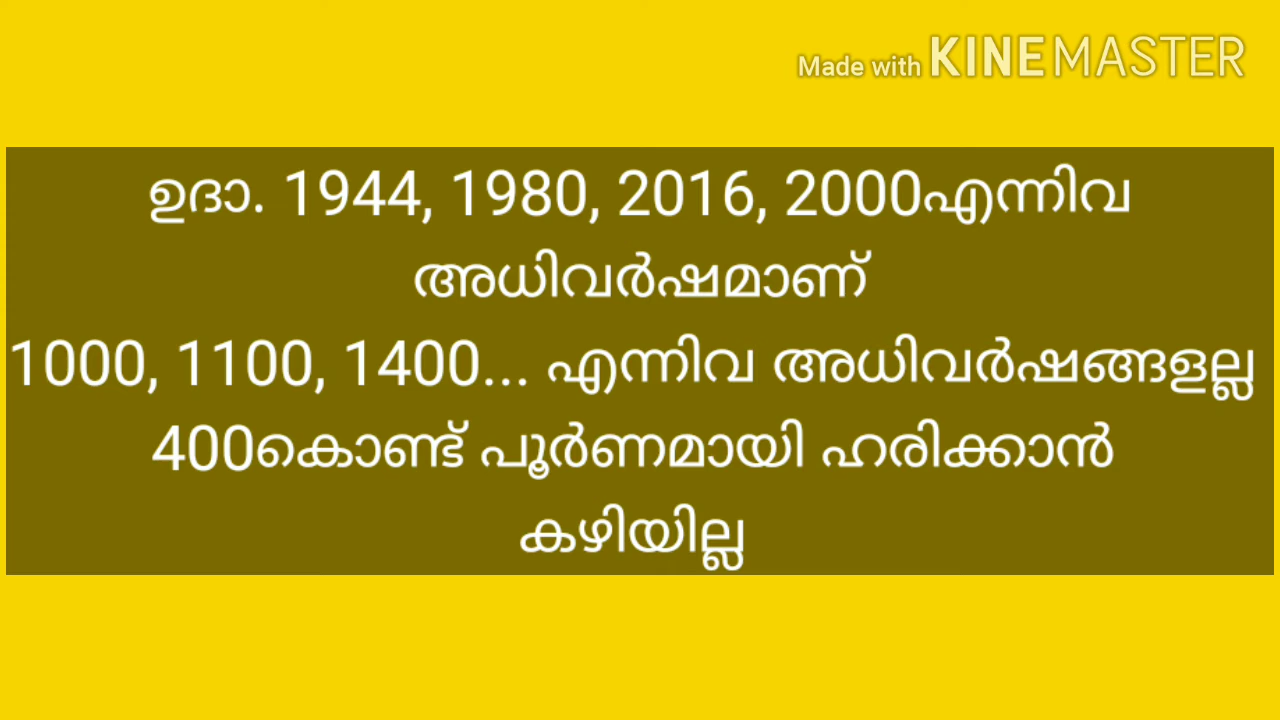 Made with KINEMASTER
ഉദാ. 1944, 1980, 2016, 2000എന്നിവ
അധിവർഷമാണ്
1000, 1100, 1400... എന്നിവ അധിവർഷങ്ങളല്ല
400കൊണ്ട് പൂർണമായി ഹരിക്കാൻ
കഴിയില്ല